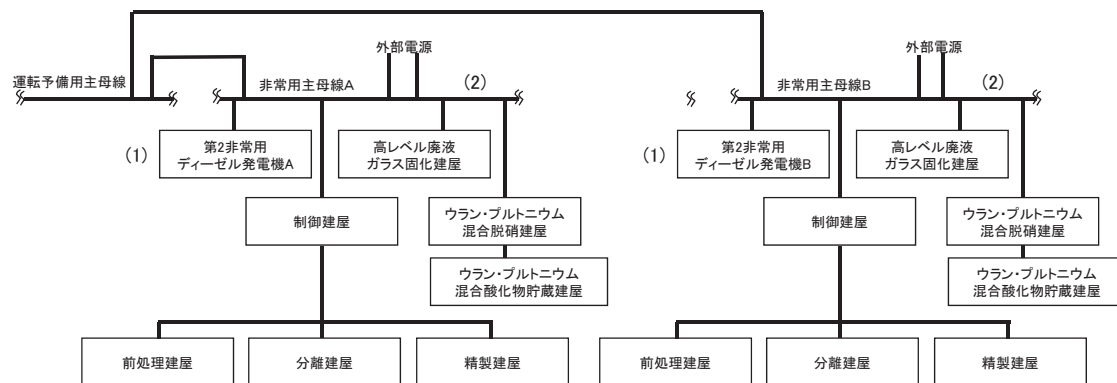 外部電源
外部電源
運転予備用主母線
非常用主母線A
(2)
非常用主母線B
(2)
(1)
第2非常用
ディーゼル発電機A
高レベル廃液
ガラス固化建屋
(1)
第2非常用
ディーゼル発電機B
高レベル廃液
ガラス固化建屋
制御建屋
ウラン・プルトニウム
混合脱硝建屋
制御建屋
ウラン・プルトニウム
混合脱硝建屋
ウラン・プルトニウム
混合酸化物貯蔵建屋
ウラン・プルトニウム
混合酸化物貯蔵建屋
前処理建屋
分離建屋
精製建屋
前処理建屋
分離建屋
精製建屋